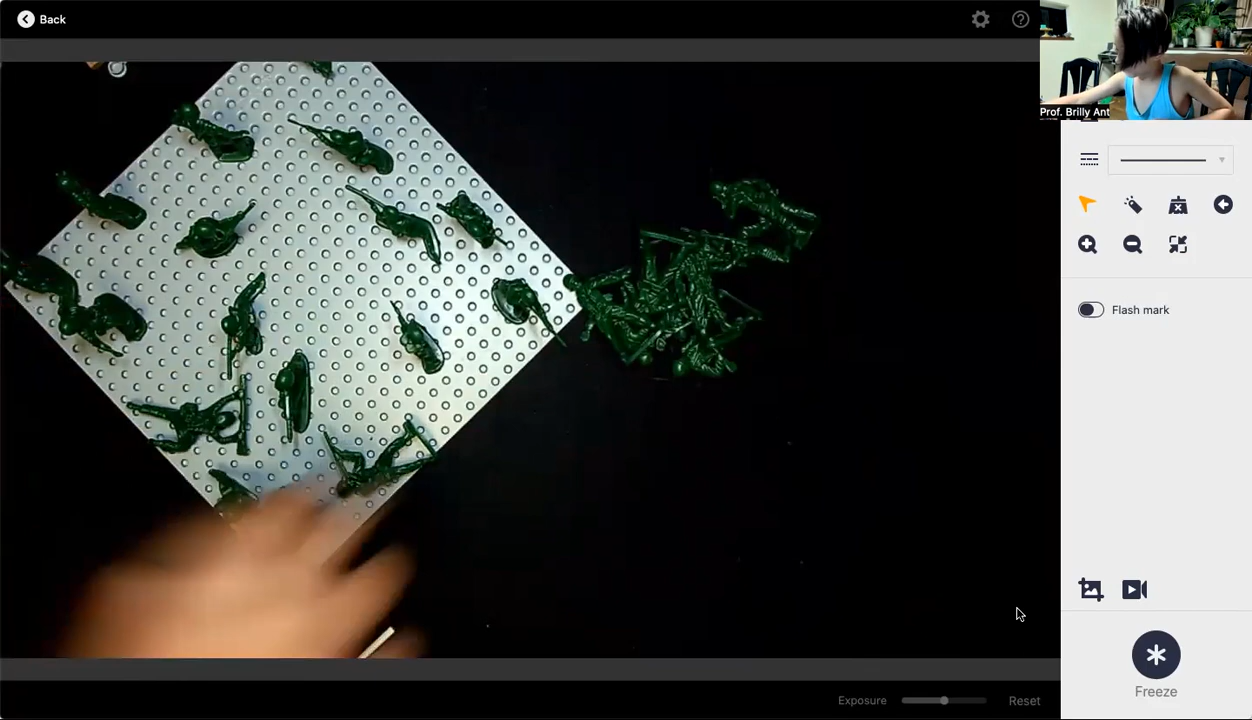 Back
Prof. Brilly Ant
Flash mark
Freeze
Exposure
Reset